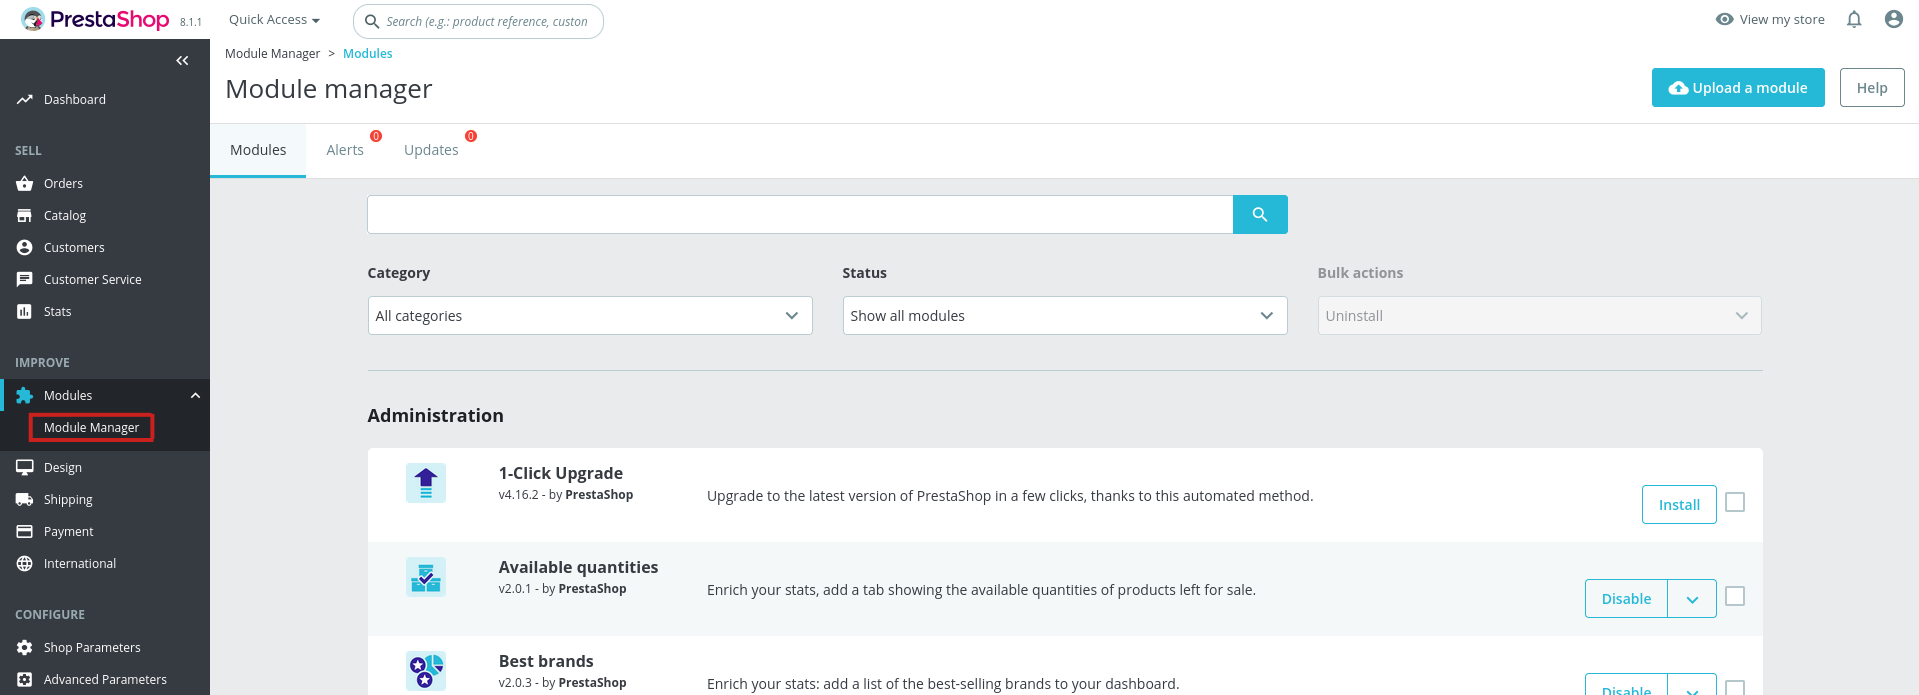 PrestaShop 8.1.1
Quick Access
Search (e.g.: product reference, custon
View my store
Dashboard
SELL
Orders
Catalog
Customers
Customer Service
Stats
IMPROVE
Modules
Module Manager
Design
Shipping
Payment
International
CONFIGURE
Shop Parameters
Advanced Parameters
Module Manager > Modules
Module manager
Upload a module
Help
Modules
Alerts 0
Updates 0
Category
All categories
Status
Show all modules
Bulk actions
Uninstall
Administration
1-Click Upgrade
v4.16.2 - by PrestaShop
Upgrade to the latest version of PrestaShop in a few clicks, thanks to this automated method.
Install
Available quantities
v2.0.1 - by PrestaShop
Enrich your stats, add a tab showing the available quantities of products left for sale.
Disable
Best brands
v2.0.3 - by PrestaShop
Enrich your stats: add a list of the best-selling brands to your dashboard.
Disable